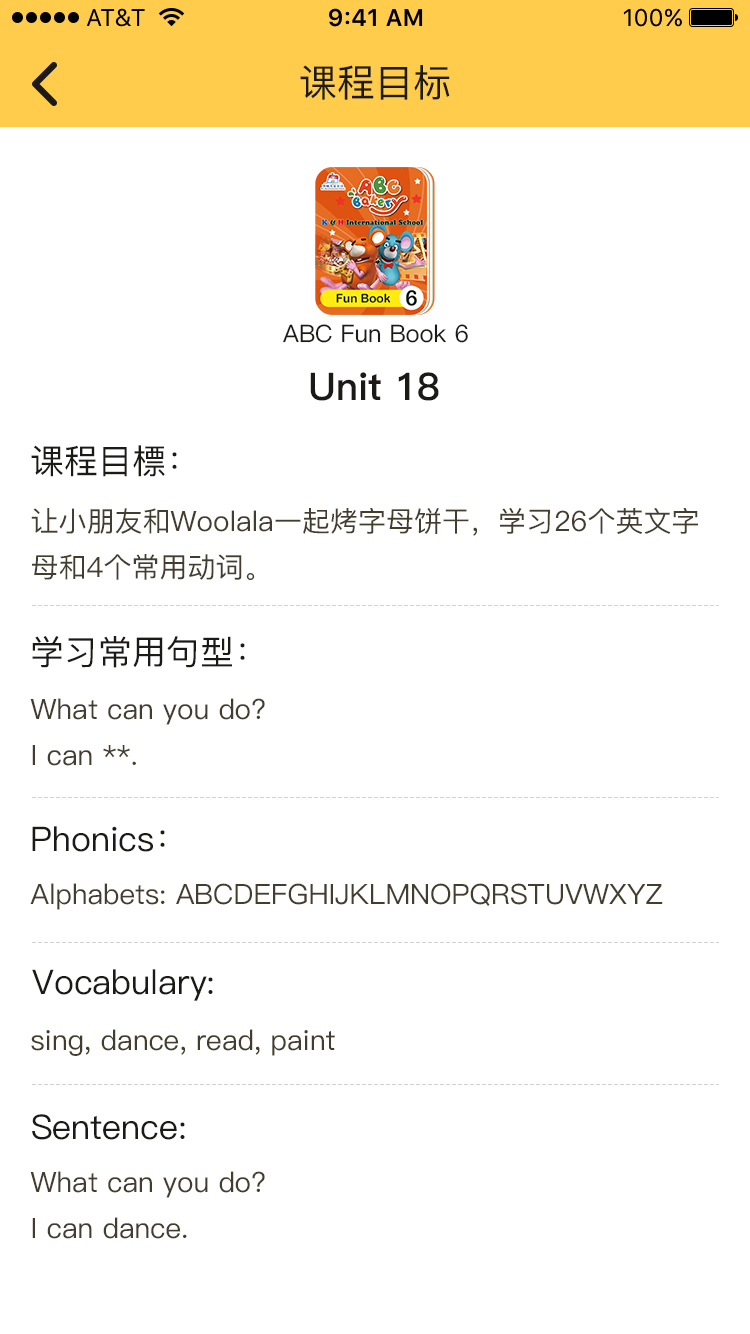 AT&T 9:41 AM 100%
课程目标
ABC
Bakery
K & H International School
Fun Book 6
ABC Fun Book 6
Unit 18
课程目標：
让小朋友和Woolala一起烤字母饼干，学习26个英文字
母和4个常用动词。
学习常用句型：
What can you do?
I can **.
Phonics：
Alphabets: ABCDEFGHIJKLMNOPQRSTUVWXYZ
Vocabulary:
sing, dance, read, paint
Sentence:
What can you do?
I can dance.